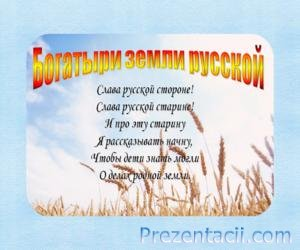 Богатыри земли русской
Слава русской стороне!
Слава русской старине!
И про эту старину
Я рассказывать начну,
Чтобы дети знать могли
О делах родной земли.
Prezentacii.com